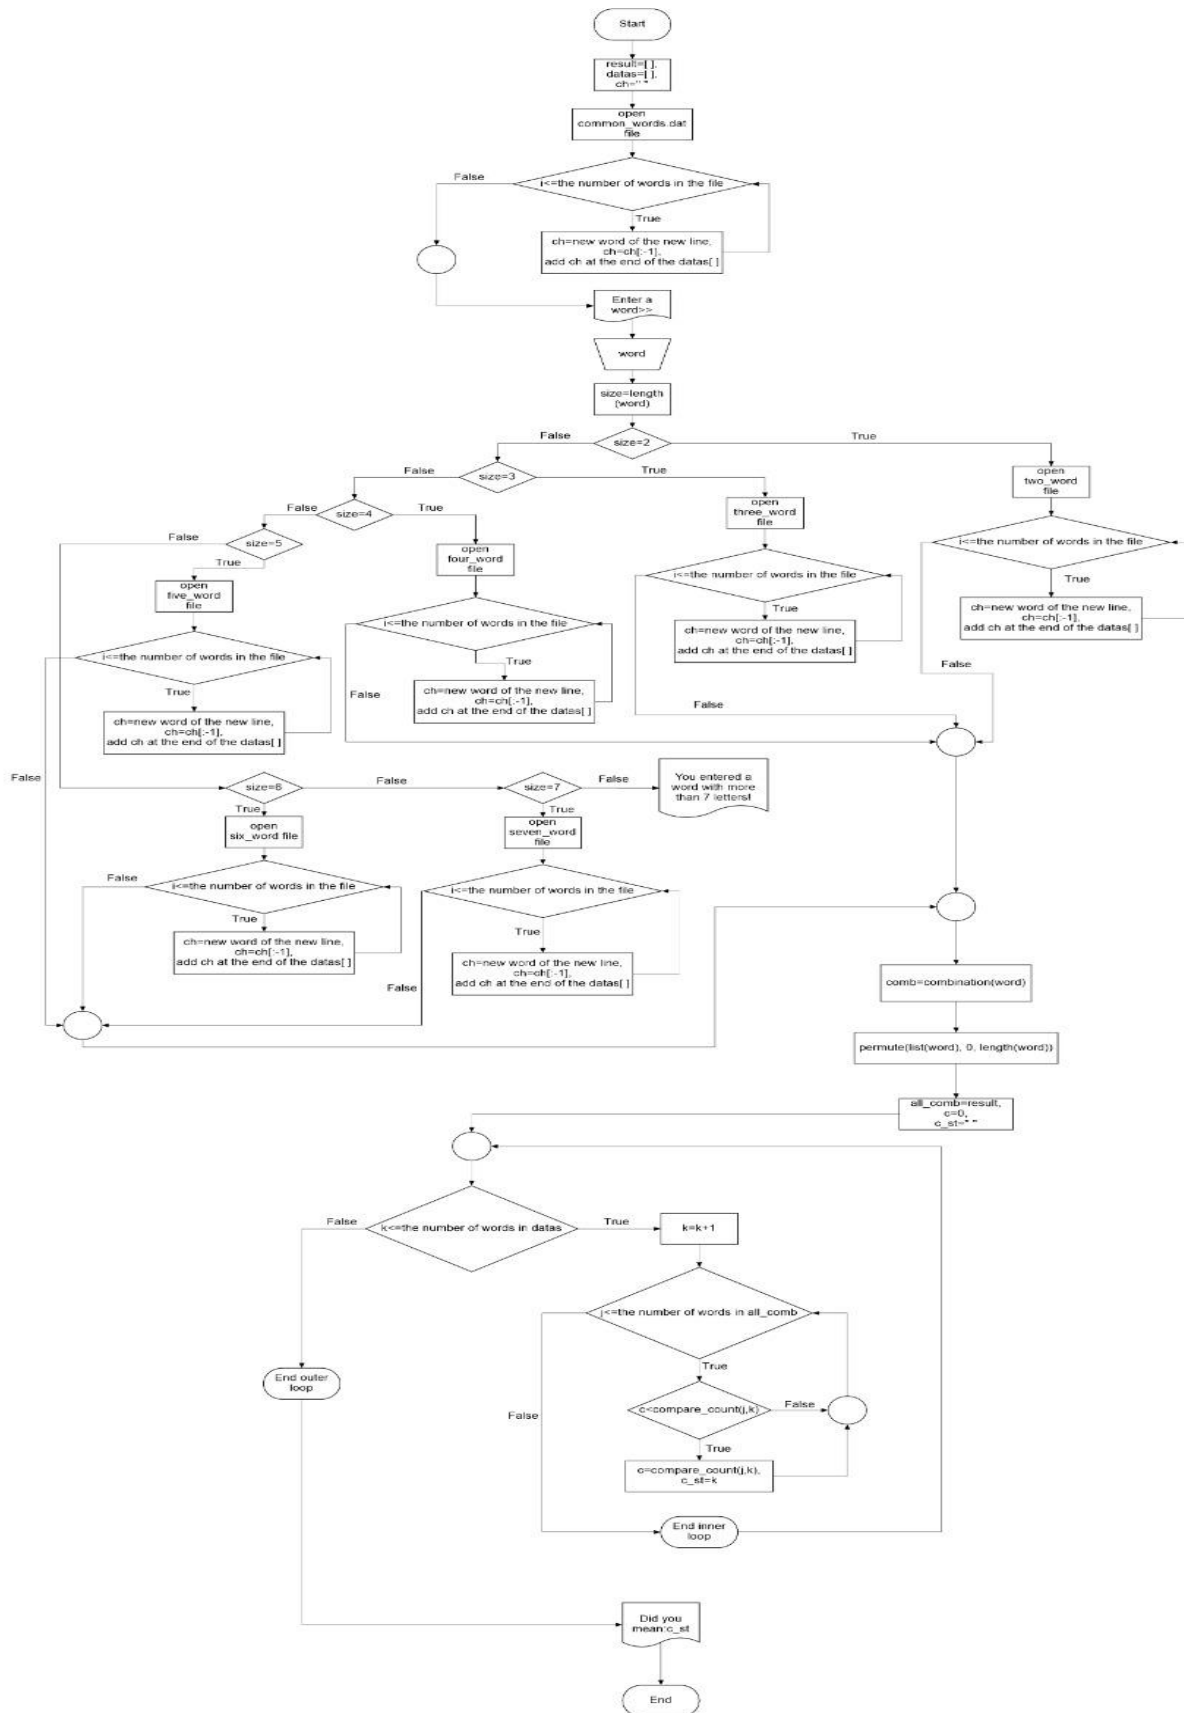 Start
result=[ ],
datas=[ ],
ch=" "
open
common_words.dat
file
False
i<=the number of words in the file
True
ch=new word of the new line,
ch=ch[:-1],
add ch at the end of the datas[ ]
Enter a
word>>
word
size=length
(word)
False
size=2
True
False
size=3
True
open
two_word
file
False
size=4
True
open
three_word
file
False
size=5
True
open
four_word
file
i<=the number of words in the file
True
open
five_word
file
i<=the number of words in the file
True
ch=new word of the new line,
ch=ch[:-1],
add ch at the end of the datas[ ]
False
i<=the number of words in the file
True
ch=new word of the new line,
ch=ch[:-1],
add ch at the end of the datas[ ]
False
i<=the number of words in the file
True
ch=new word of the new line,
ch=ch[:-1],
add ch at the end of the datas[ ]
False
ch=new word of the new line,
ch=ch[:-1],
add ch at the end of the datas[ ]
False
size=6
False
size=7
False
You entered a
word with more
than 7 letters!
True
open
six_word file
True
open
seven_word
file
False
i<=the number of words in the file
True
ch=new word of the new line,
ch=ch[:-1],
add ch at the end of the datas[ ]
i<=the number of words in the file
True
ch=new word of the new line,
ch=ch[:-1],
add ch at the end of the datas[ ]
False
comb=combination(word)
permute(list(word), 0, length(word))
all_comb=result,
c=0,
c_st=" "
False
k<=the number of words in datas
True
k=k+1
j<=the number of words in all_comb
True
End outer
loop
c<compare_count(j,k)
False
False
True
c=compare_count(j,k),
c_st=k
End inner
loop
Did you
mean:c_st
End